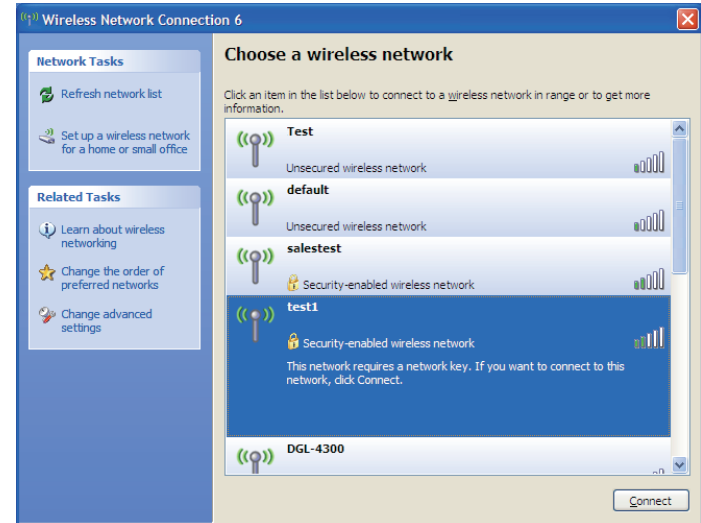 Wireless Network Connection 6
Network Tasks
Refresh network list
Set up a wireless network
for a home or small office
Related Tasks
Learn about wireless
networking
Change the order of
preferred networks
Change advanced
settings
Choose a wireless network
Click an item in the list below to connect to a wireless network in range or to get more
information.
Test
Unsecured wireless network
default
Unsecured wireless network
salestest
Security-enabled wireless network
test1
Security-enabled wireless network
This network requires a network key. If you want to connect to this
network, click Connect.
DGL-4300
Connect